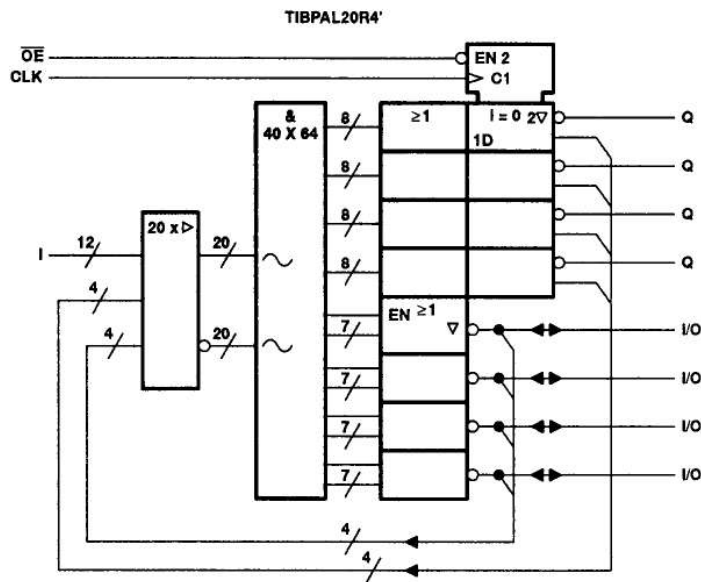 TIBPAL20R4'
OE
EN 2
CLK
C1
&
40 X 64
8
≥1
I = 0 2▽
1D
Q
8
Q
8
Q
8
Q
20 x ▷
I
12
20
4
EN ≥1
▽
7
I/O
4
20
7
I/O
7
I/O
7
I/O
4
4